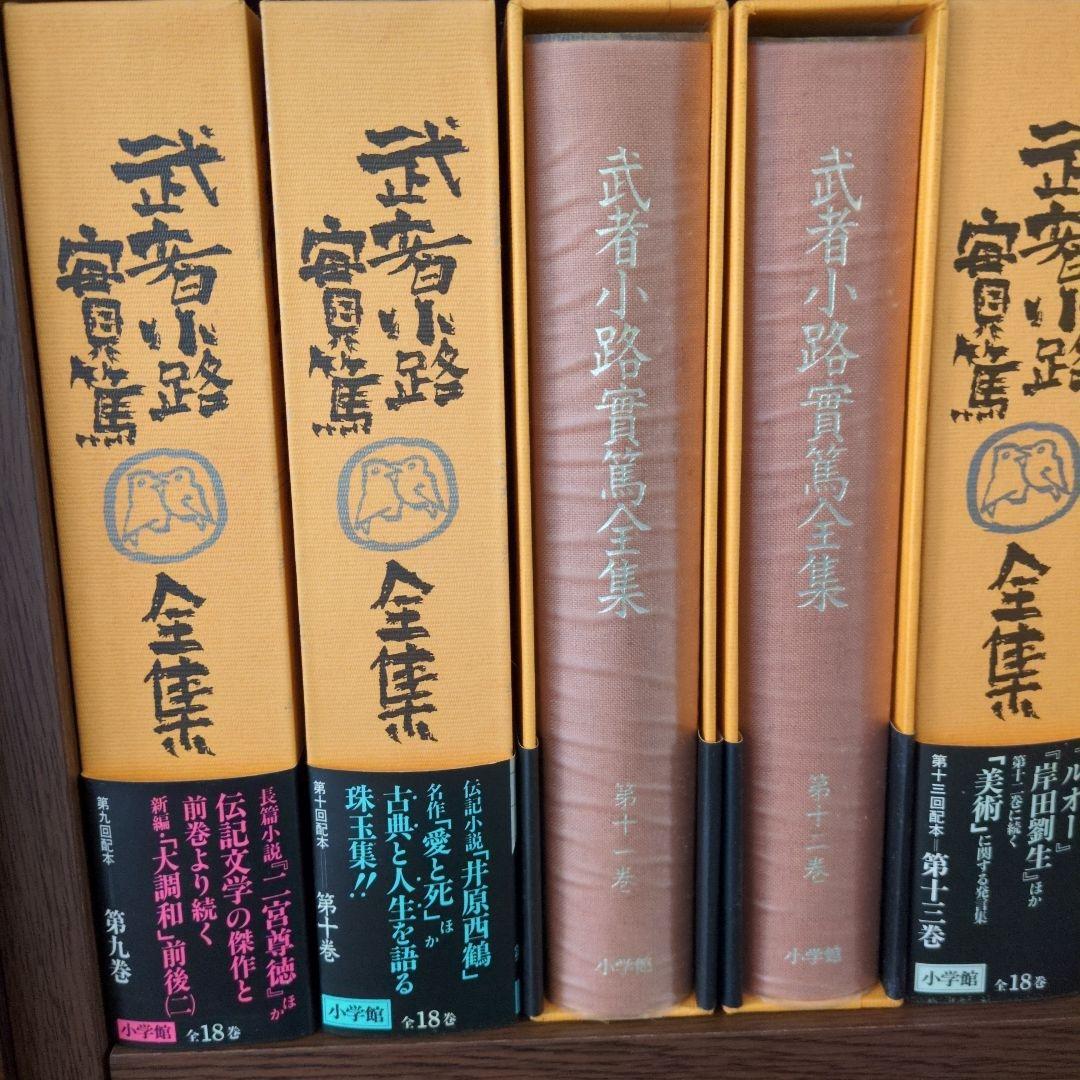 武者小路
實篤
全集
長篇小説『二宮尊徳』ほか
伝記文学の傑作と
前巻より続く
新編・「大調和」前後(二)
第九回配本
第九巻
小学館
全18巻
武者小路
實篤
全集
伝記小説「井原西鶴」
名作「愛と死」ほか
古典と人生を語る
珠玉集!!
第十回配本＝第十巻
小学館
全18巻
武者小路實篤全集
第十一巻
小学館
武者小路實篤全集
第十二巻
小学館
武者小路
實篤
全集
『ルオー』
『岸田劉生』ほか
第十二巻に続く
「美術」に関する発言集
第十三回配本＝第十三巻
小学館
全18巻